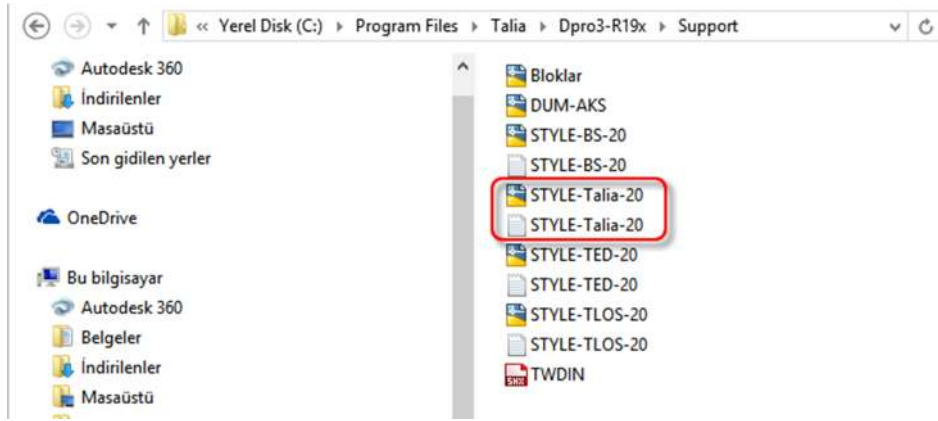 « Yerel Disk (C:) Program Files Talia Dpro3-R19x Support
Autodesk 360
İndirilenler
Masaüstü
Son gidilen yerler
OneDrive
Bu bilgisayar
Autodesk 360
Belgeler
İndirilenler
Masaüstü
Bloklar
DUM-AKS
STYLE-BS-20
STYLE-BS-20
STYLE-Talia-20
STYLE-Talia-20
STYLE-TED-20
STYLE-TED-20
STYLE-TLOS-20
STYLE-TLOS-20
SHX TWDIN